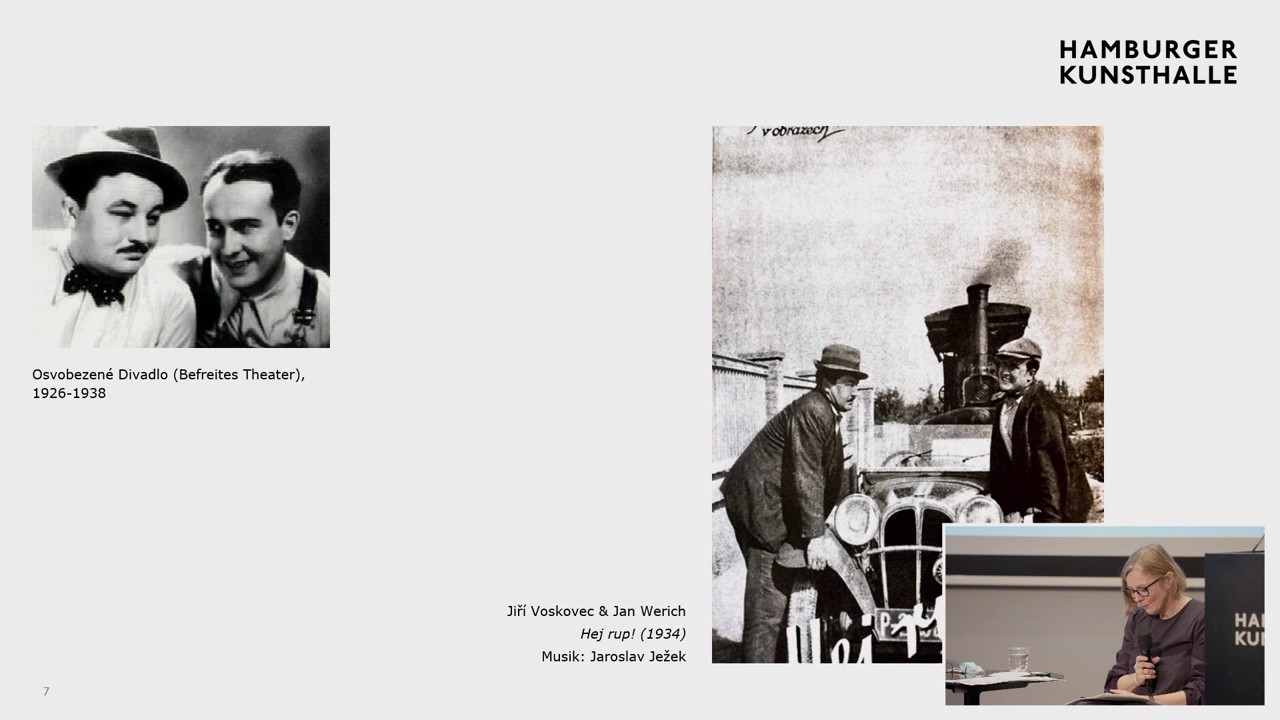 HAMBURGER
KUNSTHALLE
v obrazech
Osvobezené Divadlo (Befreites Theater),
1926-1938
Jiří Voskovec & Jan Werich
Hej rup! (1934)
Musik: Jaroslav Ježek
Hej
7